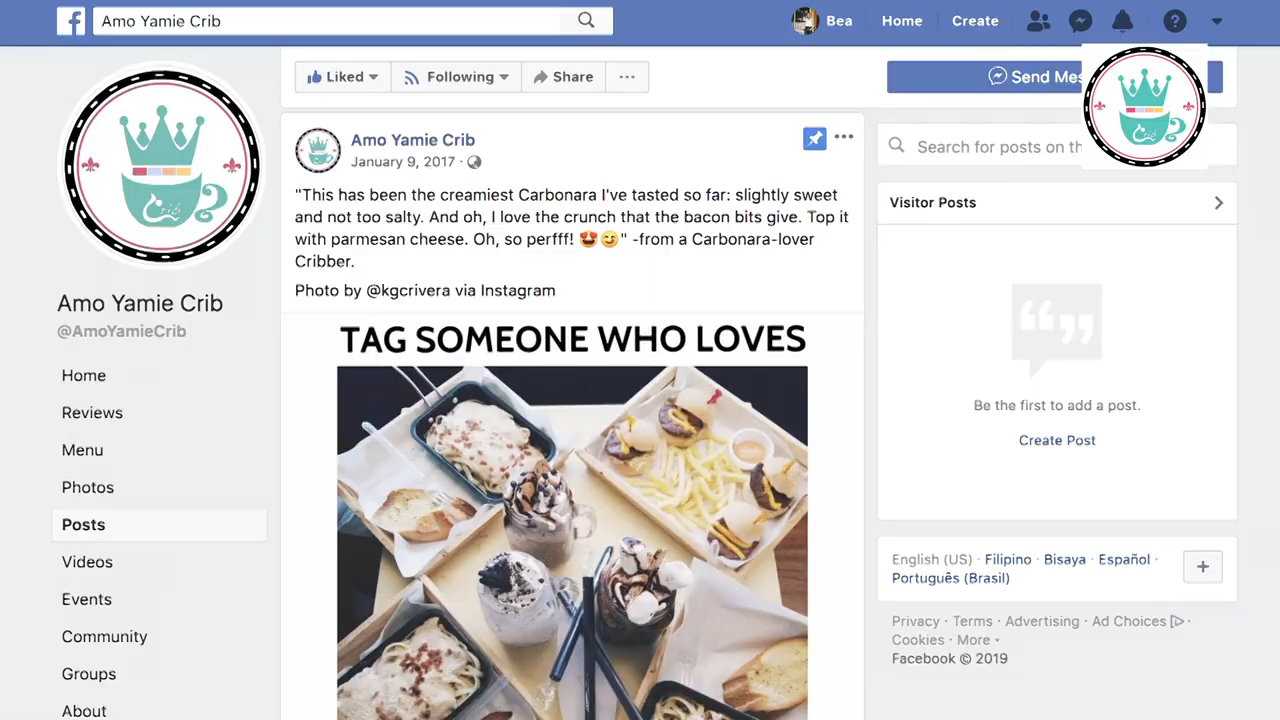 Amo Yamie Crib
Bea
Home
Create
Liked
Following
Share
Send Mes
Amo Yamie Crib
January 9, 2017 ·
"This has been the creamiest Carbonara I've tasted so far: slightly sweet
and not too salty. And oh, I love the crunch that the bacon bits give. Top it
with parmesan cheese. Oh, so perfff! 😍😏" -from a Carbonara-lover
Cribber.
Photo by @kgcrivera via Instagram
TAG SOMEONE WHO LOVES
Crib
Amo Yamie Crib
@AmoYamieCrib
Home
Reviews
Menu
Photos
Posts
Videos
Events
Community
Groups
About
Crib
Search for posts on th
Visitor Posts
Be the first to add a post.
Create Post
English (US) · Filipino · Bisaya · Español ·
Português (Brasil)
Privacy · Terms · Advertising · Ad Choices ·
Cookies · More
Facebook © 2019